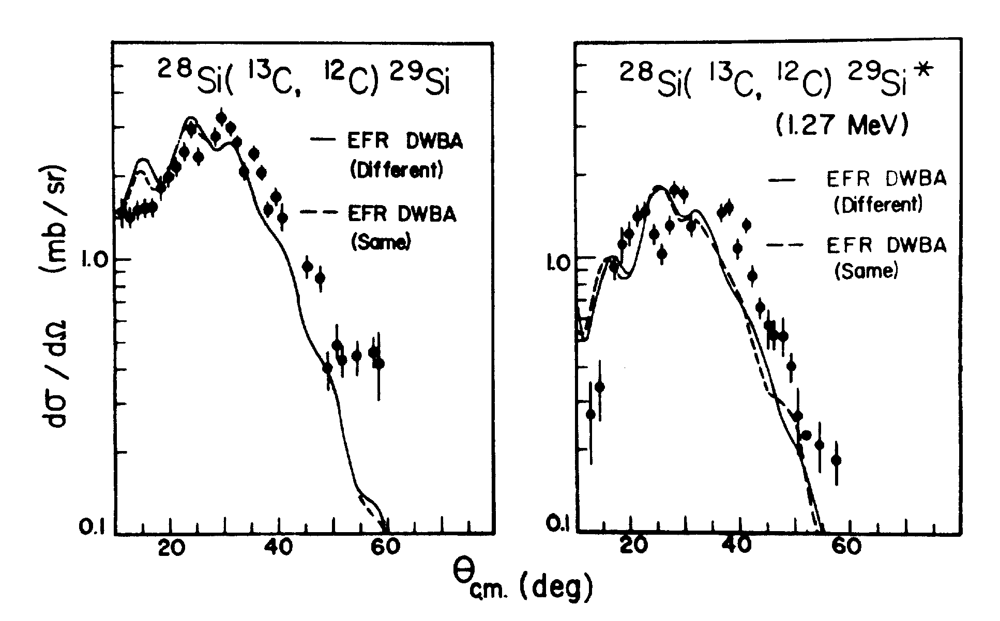 dσ/dΩ (mb/sr)
²⁸Si( ¹³C, ¹²C) ²⁹Si
— EFR DWBA
(Different)
-- EFR DWBA
(Same)
1.0
0.1
20 40 60
²⁸Si( ¹³C, ¹²C) ²⁹Si*
(1.27 MeV)
— EFR DWBA
(Different)
-- EFR DWBA
(Same)
1.0
0.1
20 40 60
θcm. (deg)